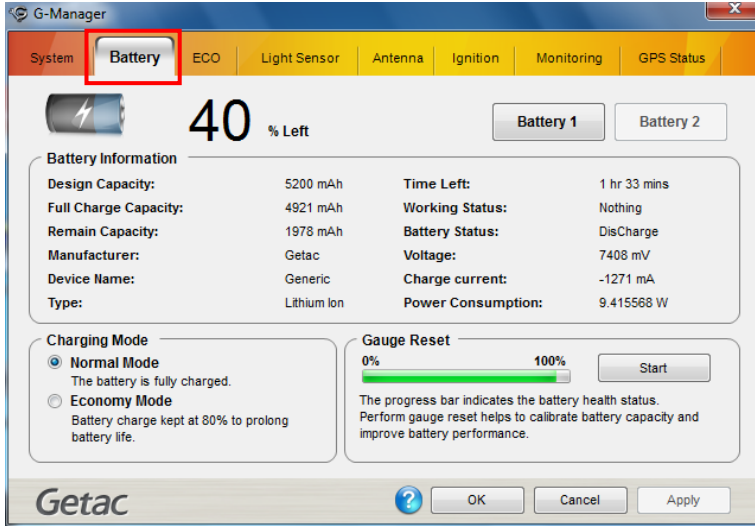 G-Manager
System Battery ECO Light Sensor Antenna Ignition Monitoring GPS Status
40 % Left Battery 1 Battery 2
Battery Information
Design Capacity: 5200 mAh Time Left: 1 hr 33 mins
Full Charge Capacity: 4921 mAh Working Status: Nothing
Remain Capacity: 1978 mAh Battery Status: DisCharge
Manufacturer: Getac Voltage: 7408 mV
Device Name: Generic Charge current: -1271 mA
Type: Lithium Ion Power Consumption: 9.415568 W
Charging Mode
Normal Mode
The battery is fully charged.
Economy Mode
Battery charge kept at 80% to prolong
battery life.
Gauge Reset
0% 100% Start
The progress bar indicates the battery health status.
Perform gauge reset helps to calibrate battery capacity and
improve battery performance.
Getac ? OK Cancel Apply